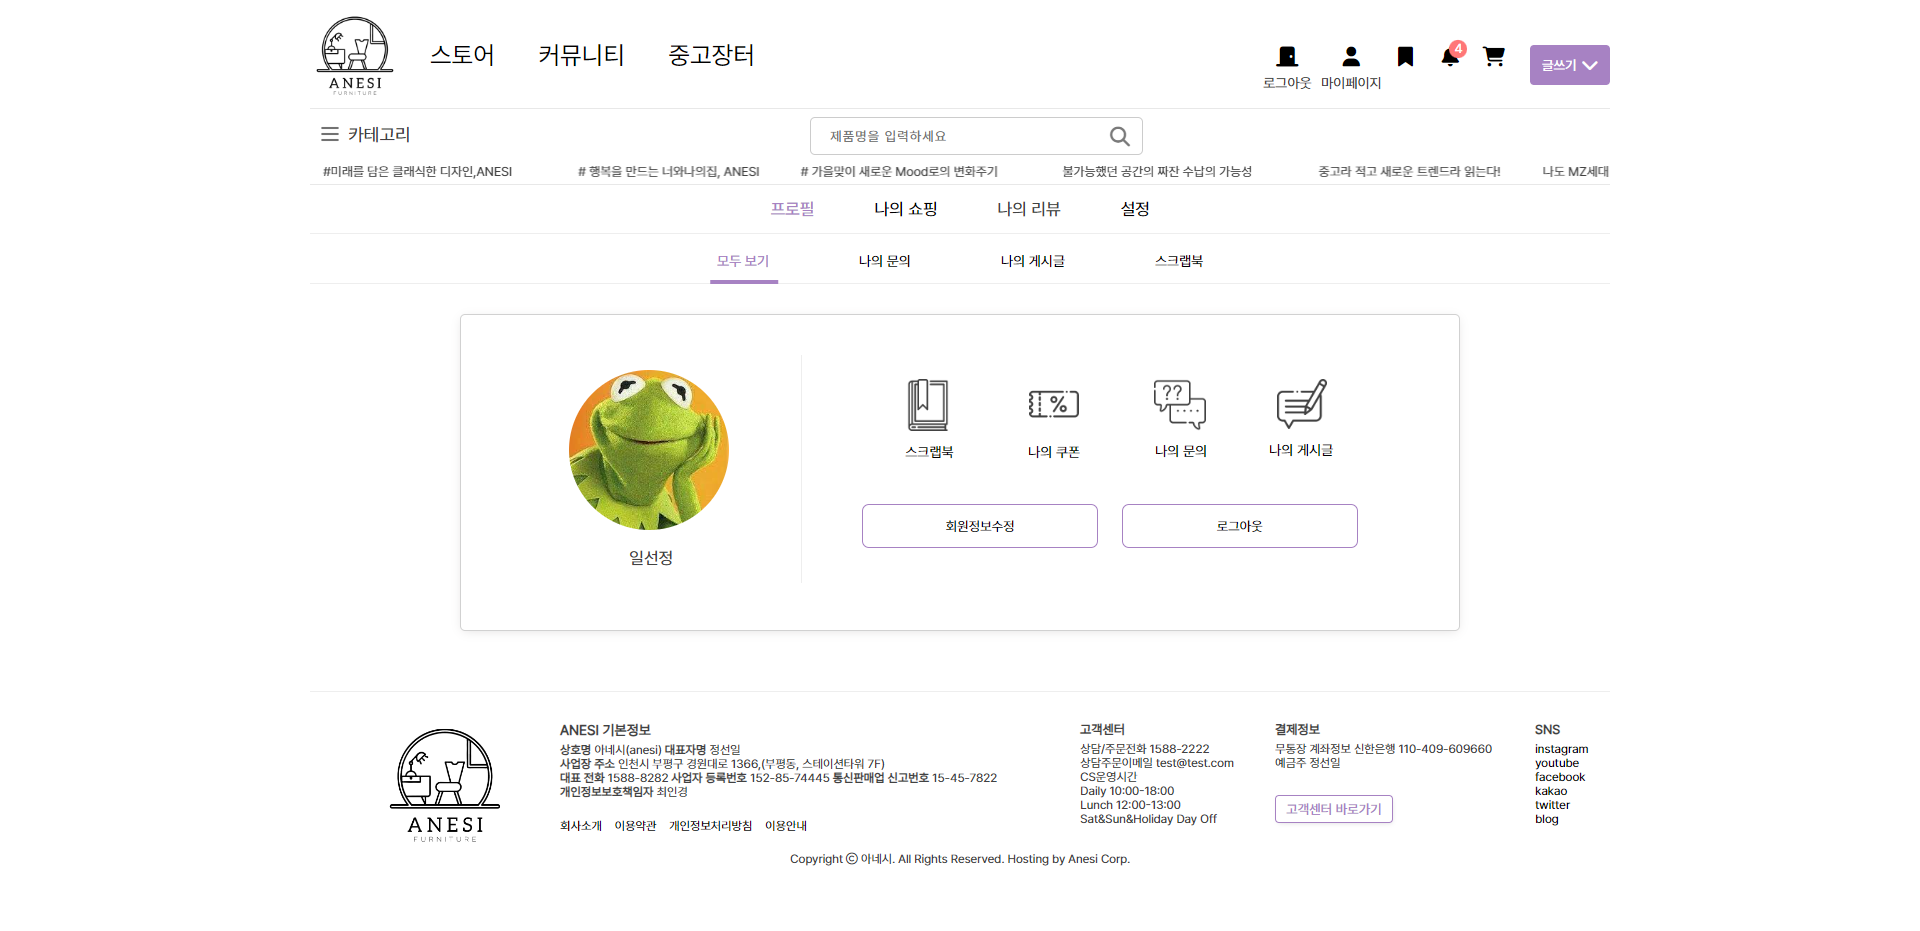 ANESI
FURNITURE
스토어 커뮤니티 중고장터
4
로그아웃 마이페이지
글쓰기
카테고리
제품명을 입력하세요
#미래를 담은 클래식한 디자인,ANESI # 행복을 만드는 너와나의집, ANESI # 가을맞이 새로운 Mood로의 변화주기 불가능했던 공간의 짜잔 수납의 가능성 중고라 적고 새로운 트렌드라 읽는다! 나도 MZ세대
프로필 나의 쇼핑 나의 리뷰 설정
모두 보기 나의 문의 나의 게시글 스크랩북
%
??
스크랩북 나의 쿠폰 나의 문의 나의 게시글
회원정보수정 로그아웃
일선정
ANESI
FURNITURE
ANESI 기본정보
상호명 아네시(anesi) 대표자명 정선일
사업장 주소 인천시 부평구 경원대로 1366,(부평동, 스테이션타워 7F)
대표 전화 1588-8282 사업자 등록번호 152-85-74445 통신판매업 신고번호 15-45-7822
개인정보보호책임자 최인경
회사소개 이용약관 개인정보처리방침 이용안내
고객센터
상담/주문전화 1588-2222
상담주문이메일 test@test.com
CS운영시간
Daily 10:00-18:00
Lunch 12:00-13:00
Sat&Sun&Holiday Day Off
결제정보
무통장 계좌정보 신한은행 110-409-609660
예금주 정선일
고객센터 바로가기
SNS
instagram
youtube
facebook
kakao
twitter
blog
Copyright ⓒ 아네시. All Rights Reserved. Hosting by Anesi Corp.